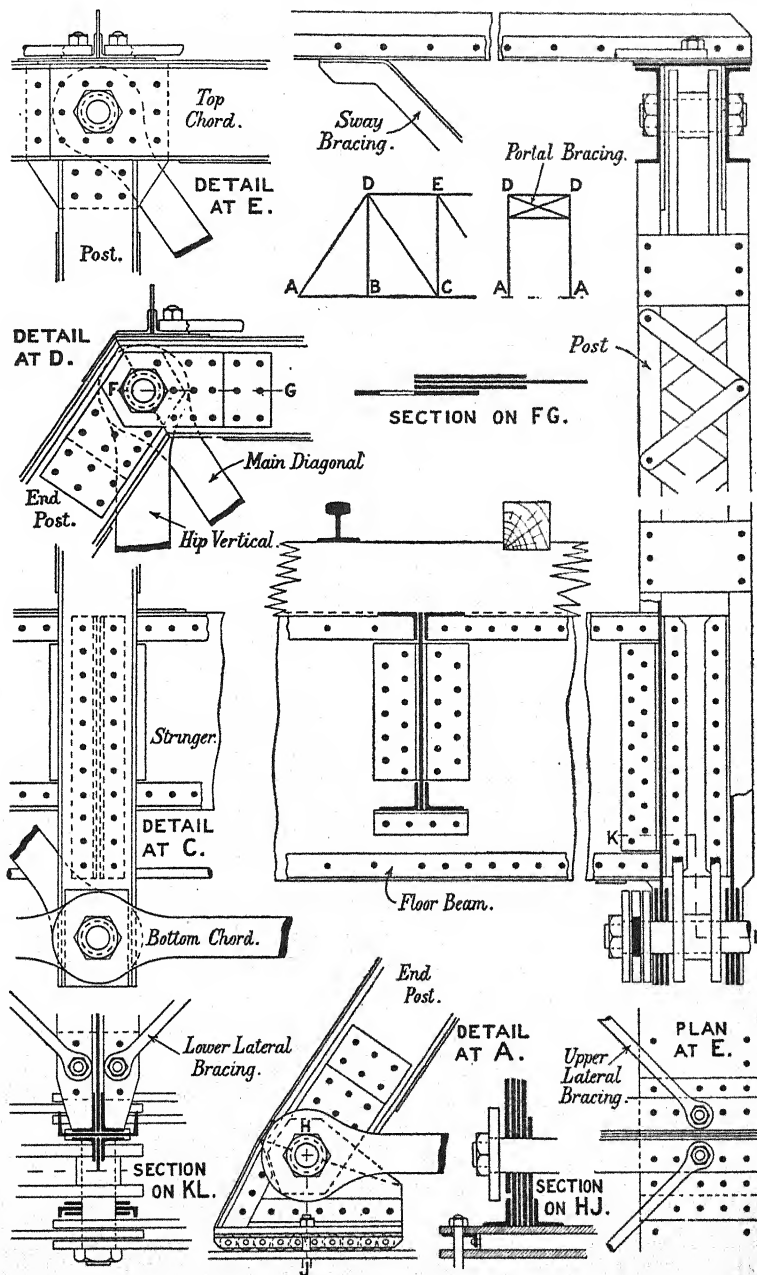 Top
Chord.
DETAIL
AT E.
Post.
Sway
Bracing.
Portal Bracing.
D
E
D
D
A
B
C
A
A
DETAIL
AT D.
F
G
Main Diagonal
End
Post.
Hip Vertical.
SECTION ON FG.
Post
Stringer.
DETAIL
AT C.
Bottom Chord.
Floor Beam.
K
Lower Lateral
Bracing.
SECTION
ON KL.
End
Post.
DETAIL
AT A.
H
J
SECTION
ON HJ.
PLAN
AT E.
Upper
Lateral
Bracing.